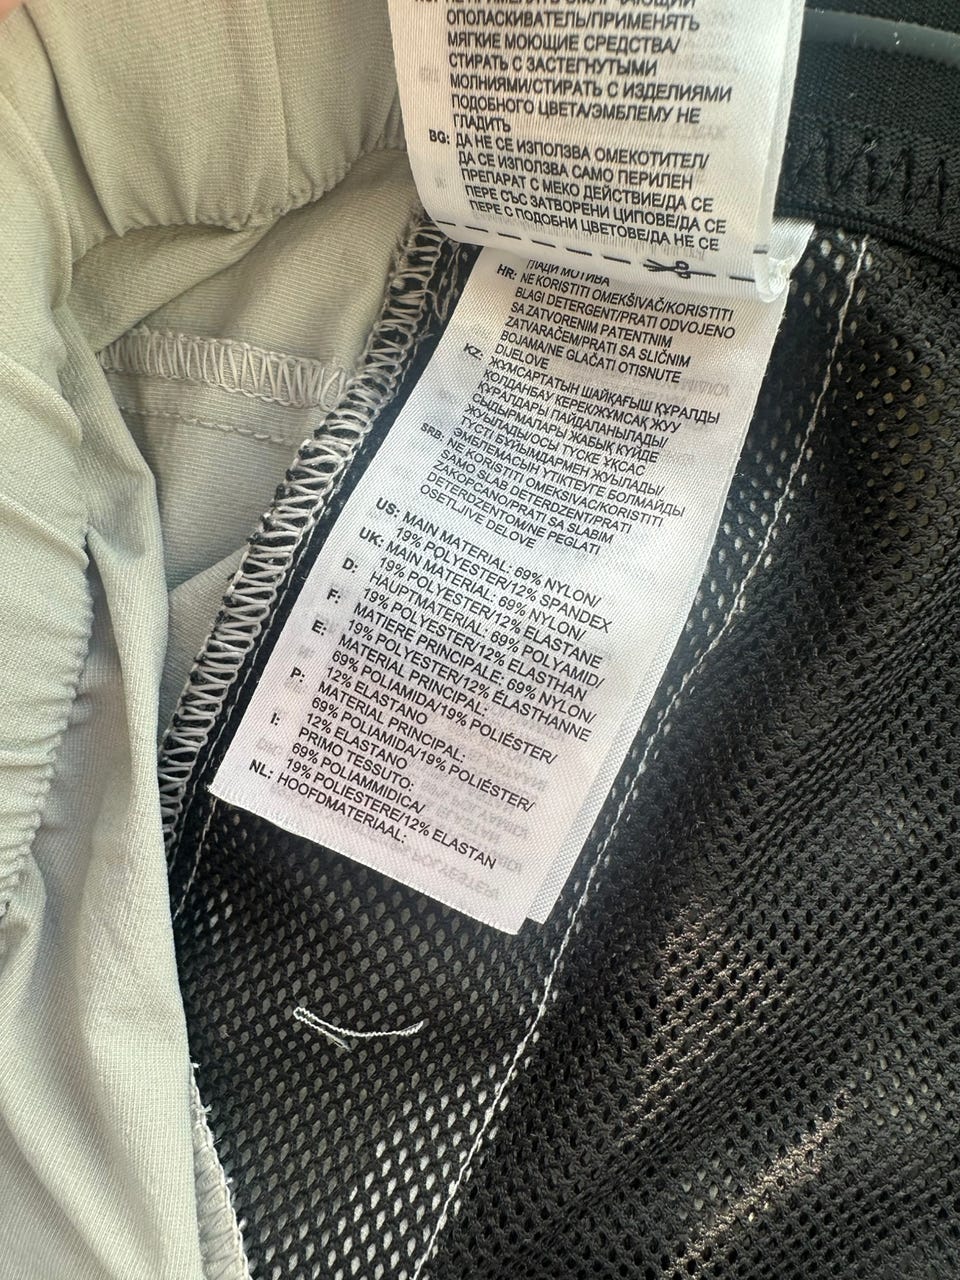 ОПОЛАСКИВАТЕЛЬ/ПРИМЕНЯТЬ
МЯГКИЕ МОЮЩИЕ СРЕДСТВА/
СТИРАТЬ С ЗАСТЕГНУТЫМИ
МОЛНИЯМИ/СТИРАТЬ С ИЗДЕЛИЯМИ
ПОДОБНОГО ЦВЕТА/ЭМБЛЕМУ НЕ
ГЛАДИТЬ
BG: ДА НЕ СЕ ИЗПОЛЗВА ОМЕКОТИТЕЛ/
ДА СЕ ИЗПОЛЗВА САМО ПЕРИЛЕН
ПРЕПАРАТ С МЕКО ДЕЙСТВИЕ/ДА СЕ
ПЕРЕ СЪС ЗАТВОРЕНИ ЦИПОВЕ/ДА СЕ
ПЕРЕ С ПОДОБНИ ЦВЕТОВЕ/ДА НЕ СЕ
ГЛАДИ МОТИВА
HR: NE KORISTITI OMEKŠIVAČ/KORISTITI
BLAGI DETERGENT/PRATI ODVOJENO
SA ZATVORENIM PATENTNIM
ZATVARAČEM/PRATI SA SLIČNIM
BOJAMA/NE GLAČATI OTISNUTE
DIJELOVE
KZ: ЖҰМСАРТАТЫН ШАЙҚАҒЫШ ҚҰРАЛДЫ
ҚОЛДАНБАУ КЕРЕК/ЖҰМСАҚ ЖУУ
ҚҰРАЛДАРЫ ПАЙДАЛАНЫЛАДЫ/
СЫДЫРМАЛАРЫ ЖАБЫҚ КҮЙДЕ
ЖУЫЛАДЫ/ОСЫ ТҮСКЕ ҰҚСАС
ТҮСТІ БҰЙЫМДАРМЕН ЖУЫЛАДЫ/
ЭМБЛЕМАСЫН ҮТІКТЕУГЕ БОЛМАЙДЫ
SRB: NE KORISTITI OMEKSIVAC/KORISTITI
SAMO SLAB DETERDZENT/PRATI
ZAKOPCANO/PRATI SA SLABIM
DETERDZENTOM/NE PEGLATI
OSETLJIVE DELOVE
US: MAIN MATERIAL: 69% NYLON/
19% POLYESTER/12% SPANDEX
UK: MAIN MATERIAL: 69% NYLON/
19% POLYESTER/12% ELASTANE
D: HAUPTMATERIAL: 69% POLYAMID/
19% POLYESTER/12% ELASTHAN
F: MATIERE PRINCIPALE: 69% NYLON/
19% POLYESTER/12% ÉLASTHANNE
E: MATERIAL PRINCIPAL:
69% POLIAMIDA/19% POLIÉSTER/
12% ELASTANO
P: MATERIAL PRINCIPAL:
69% POLIAMIDA/19% POLIÉSTER/
12% ELASTANO
I: PRIMO TESSUTO:
69% POLIAMMIDICA/
19% POLIESTERE/12% ELASTAN
NL: HOOFDMATERIAAL: